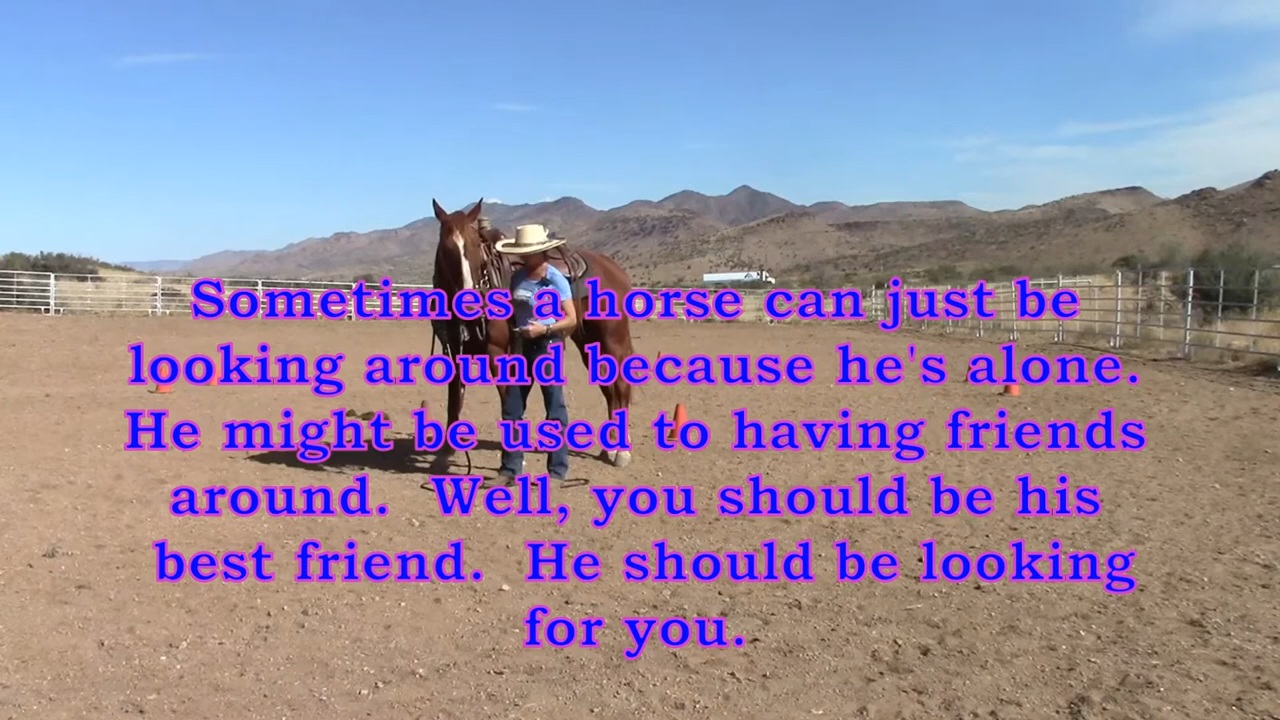 Sometimes a horse can just be
looking around because he's alone.
He might be used to having friends
around.  Well, you should be his
best friend.  He should be looking
for you.